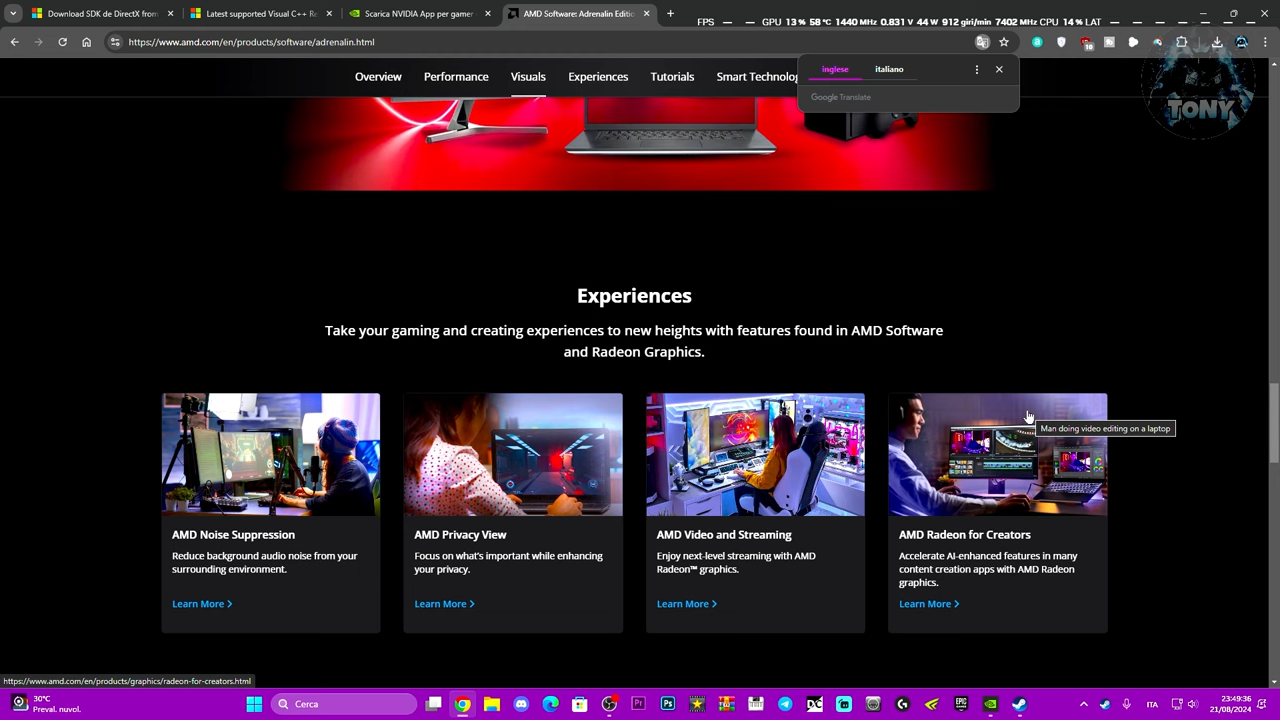 Download SDK de DirectX from
Latest supported Visual C++ Re
Scarica NVIDIA App per gamer
AMD Software: Adrenalin Editi
FPS — — GPU 13 % 58 °C 1440 MHz 0.831 V 44 W 912 giri/min 7402 MHz CPU 14 % LAT
https://www.amd.com/en/products/software/adrenalin.html
10
Overview Performance Visuals Experiences Tutorials Smart Technolog
inglese italiano
Google Translate
TONY
Experiences
Take your gaming and creating experiences to new heights with features found in AMD Software
and Radeon Graphics.
Man doing video editing on a laptop
AMD Noise Suppression
Reduce background audio noise from your
surrounding environment.
Learn More
AMD Privacy View
Focus on what's important while enhancing
your privacy.
Learn More
AMD Video and Streaming
Enjoy next-level streaming with AMD
Radeon™ graphics.
Learn More
AMD Radeon for Creators
Accelerate AI-enhanced features in many
content creation apps with AMD Radeon
graphics.
Learn More
https://www.amd.com/en/products/graphics/radeon-for-creators.html
30°C
Preval. nuvol.
Cerca
ITA
23:49:36
21/08/2024